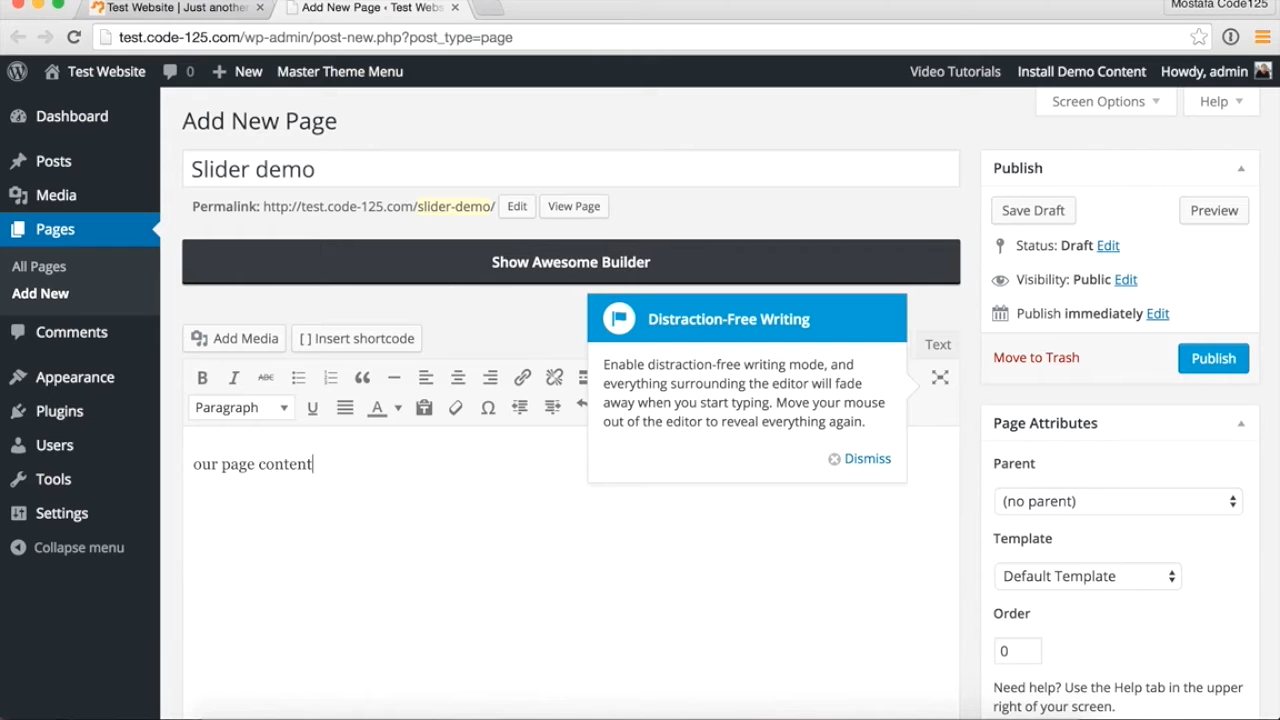 Test Website | Just another
Add New Page ‹ Test Webs
Mostafa Code125
test.code-125.com/wp-admin/post-new.php?post_type=page
Test Website
0
New
Master Theme Menu
Video Tutorials
Install Demo Content
Howdy, admin
Screen Options
Help
Dashboard
Posts
Media
Pages
All Pages
Add New
Comments
Appearance
Plugins
Users
Tools
Settings
Collapse menu
Add New Page
Slider demo
Permalink: http://test.code-125.com/slider-demo/
Edit
View Page
Show Awesome Builder
Add Media
[ ] Insert shortcode
Text
B I ABC
Paragraph
U A
Distraction-Free Writing
Enable distraction-free writing mode, and
everything surrounding the editor will fade
away when you start typing. Move your mouse
out of the editor to reveal everything again.
Dismiss
our page content
Publish
Save Draft
Preview
Status: Draft Edit
Visibility: Public Edit
Publish immediately Edit
Move to Trash
Publish
Page Attributes
Parent
(no parent)
Template
Default Template
Order
0
Need help? Use the Help tab in the upper
right of your screen.